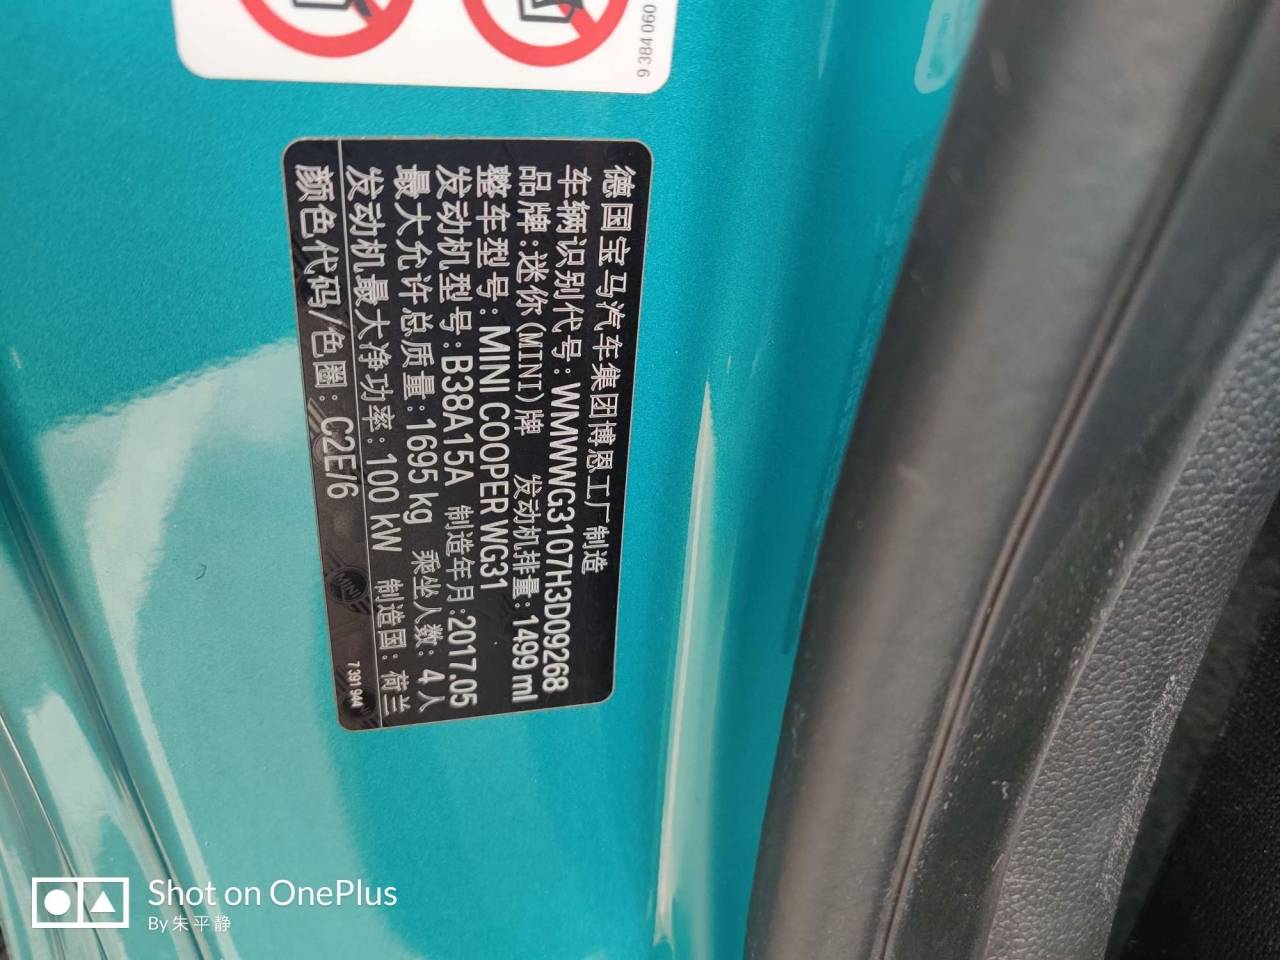 9 384 060
德国宝马汽车集团博恩工厂制造
车辆识别代号:WMWWG3107H3D09268
品牌:迷你(MINI)牌 发动机排量:1499 ml
整车型号:MINI COOPER WG31
发动机型号:B38A15A 制造年月:2017.05
最大允许总质量:1695 kg 乘坐人数:4人
发动机最大净功率:100 kW 制造国:荷兰
颜色代码/色圈: C2E/6
MINI
7 391 944
Shot on OnePlus
By 朱平静